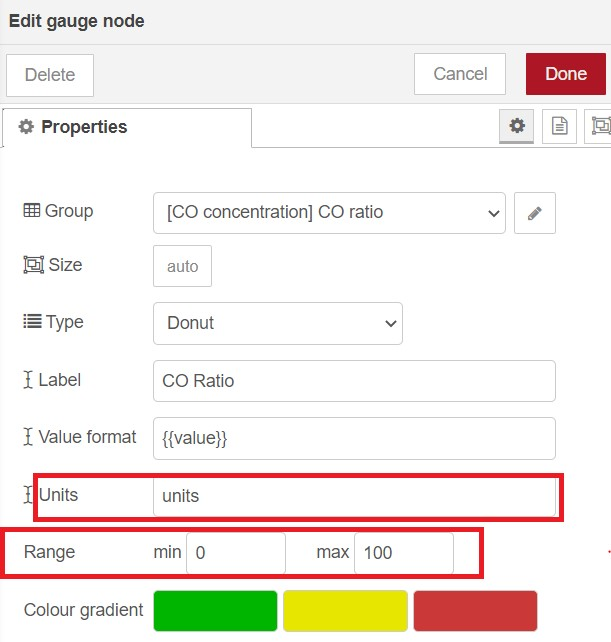 Edit gauge node
Delete
Cancel
Done
Properties
Group
[CO concentration] CO ratio
Size
auto
Type
Donut
Label
CO Ratio
Value format
{{value}}
Units
units
Range
min
0
max
100
Colour gradient